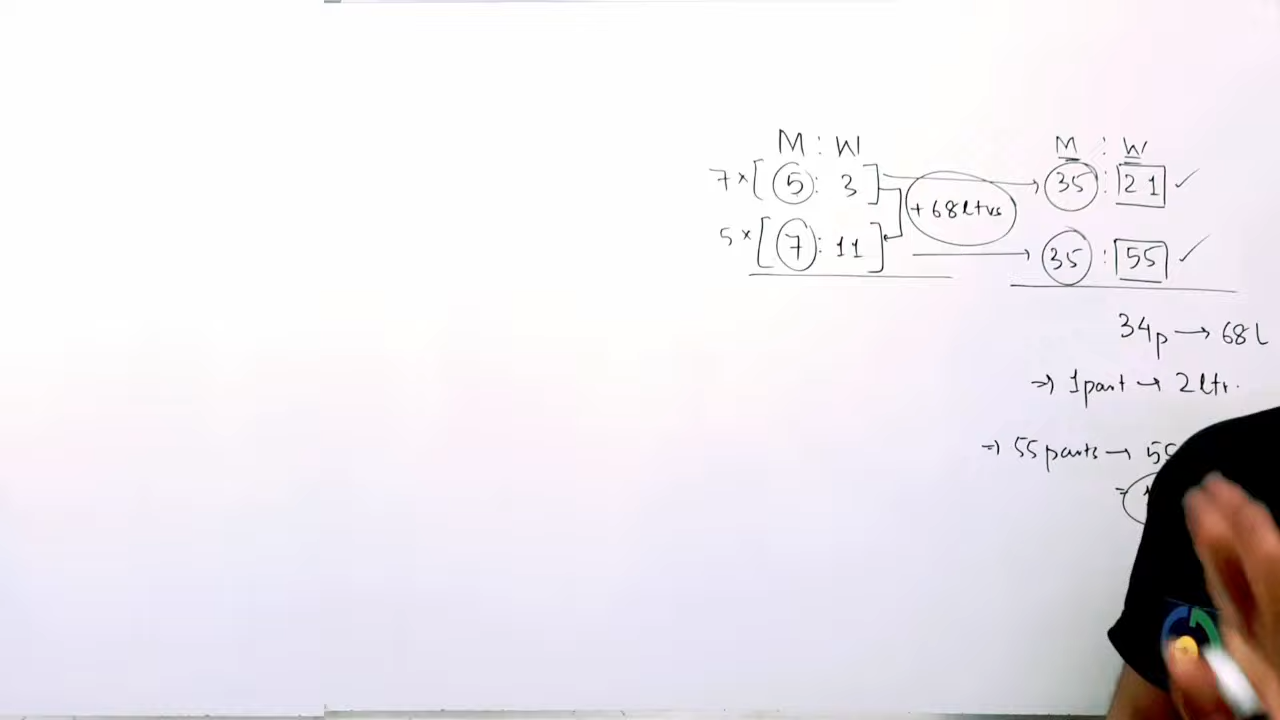 M : W
7 × [ 5 : 3 ]
5 × [ 7 : 11 ]
+ 68 ltrs
M : W
35 : 21 ✓
35 : 55 ✓
34p → 68 L
⇒ 1 part → 2 ltr.
⇒ 55 parts →
=